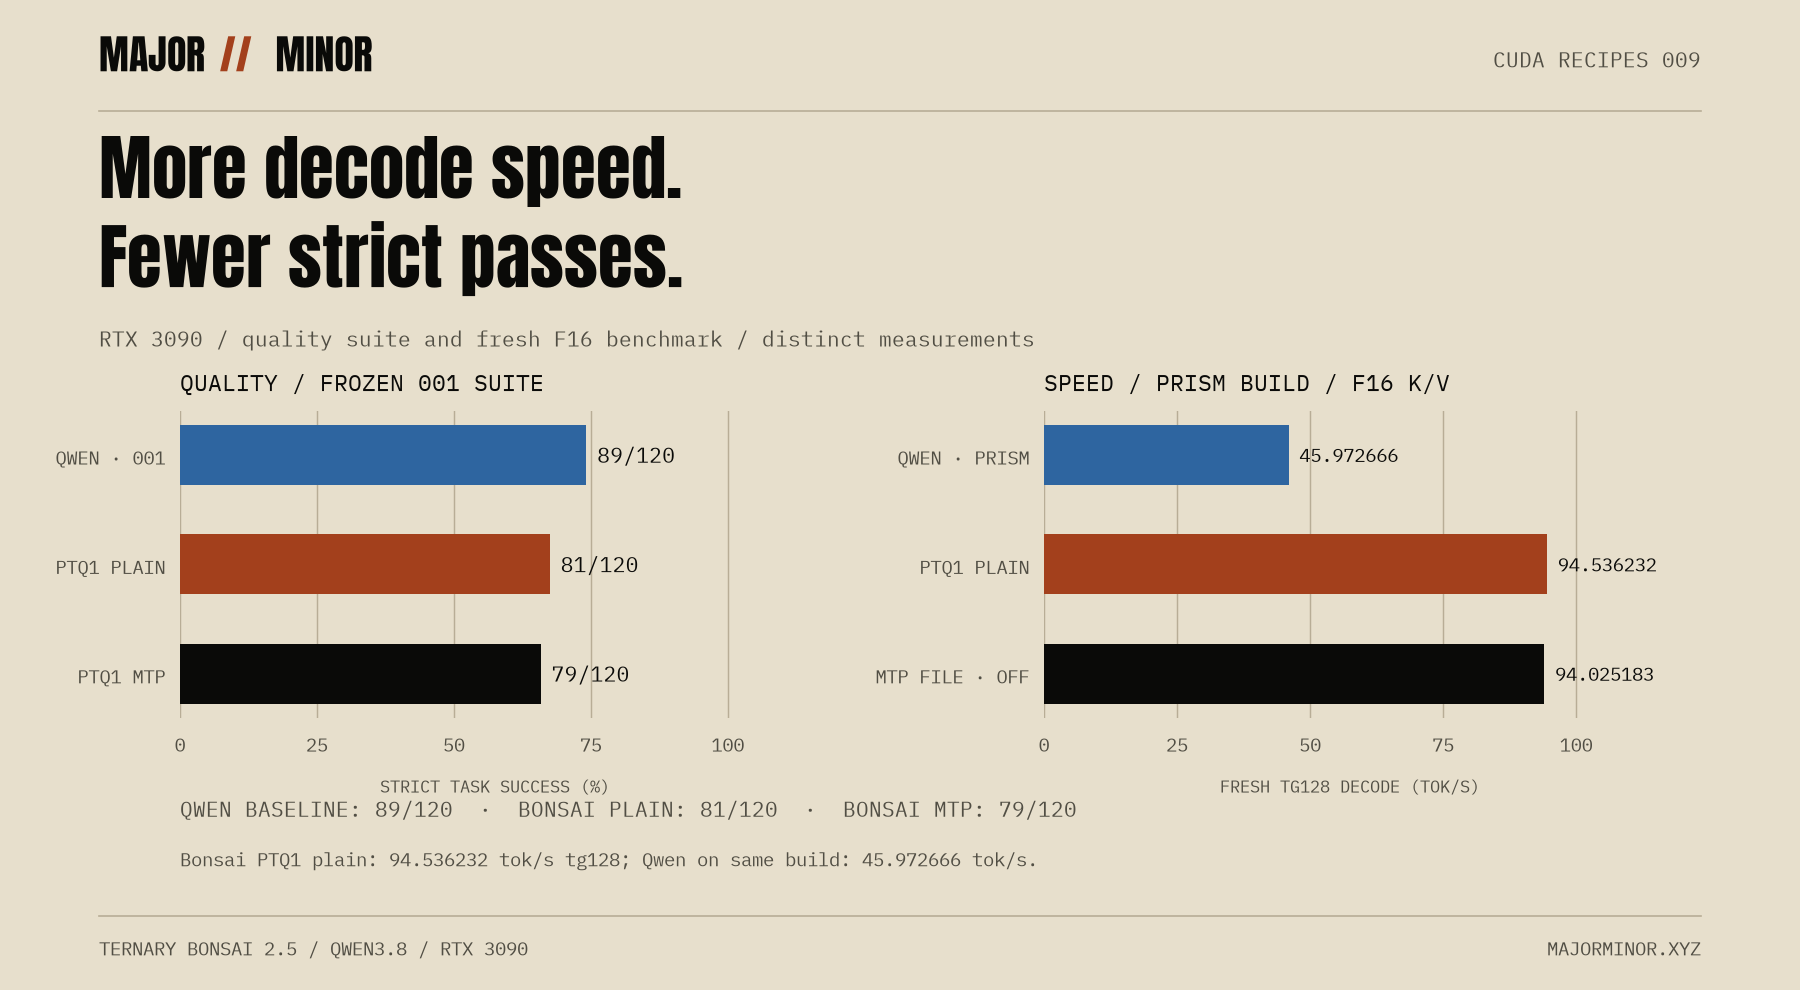 MAJOR // MINOR
CUDA RECIPES 009
More decode speed.
Fewer strict passes.
RTX 3090 / quality suite and fresh F16 benchmark / distinct measurements
QUALITY / FROZEN 001 SUITE
QWEN · 001
89/120
PTQ1 PLAIN
81/120
PTQ1 MTP
79/120
0 25 50 75 100
STRICT TASK SUCCESS (%)
SPEED / PRISM BUILD / F16 K/V
QWEN · PRISM
45.972666
PTQ1 PLAIN
94.536232
MTP FILE · OFF
94.025183
0 25 50 75 100
FRESH TG128 DECODE (TOK/S)
QWEN BASELINE: 89/120 · BONSAI PLAIN: 81/120 · BONSAI MTP: 79/120
Bonsai PTQ1 plain: 94.536232 tok/s tg128; Qwen on same build: 45.972666 tok/s.
TERNARY BONSAI 2.5 / QWEN3.8 / RTX 3090
MAJORMINOR.XYZ